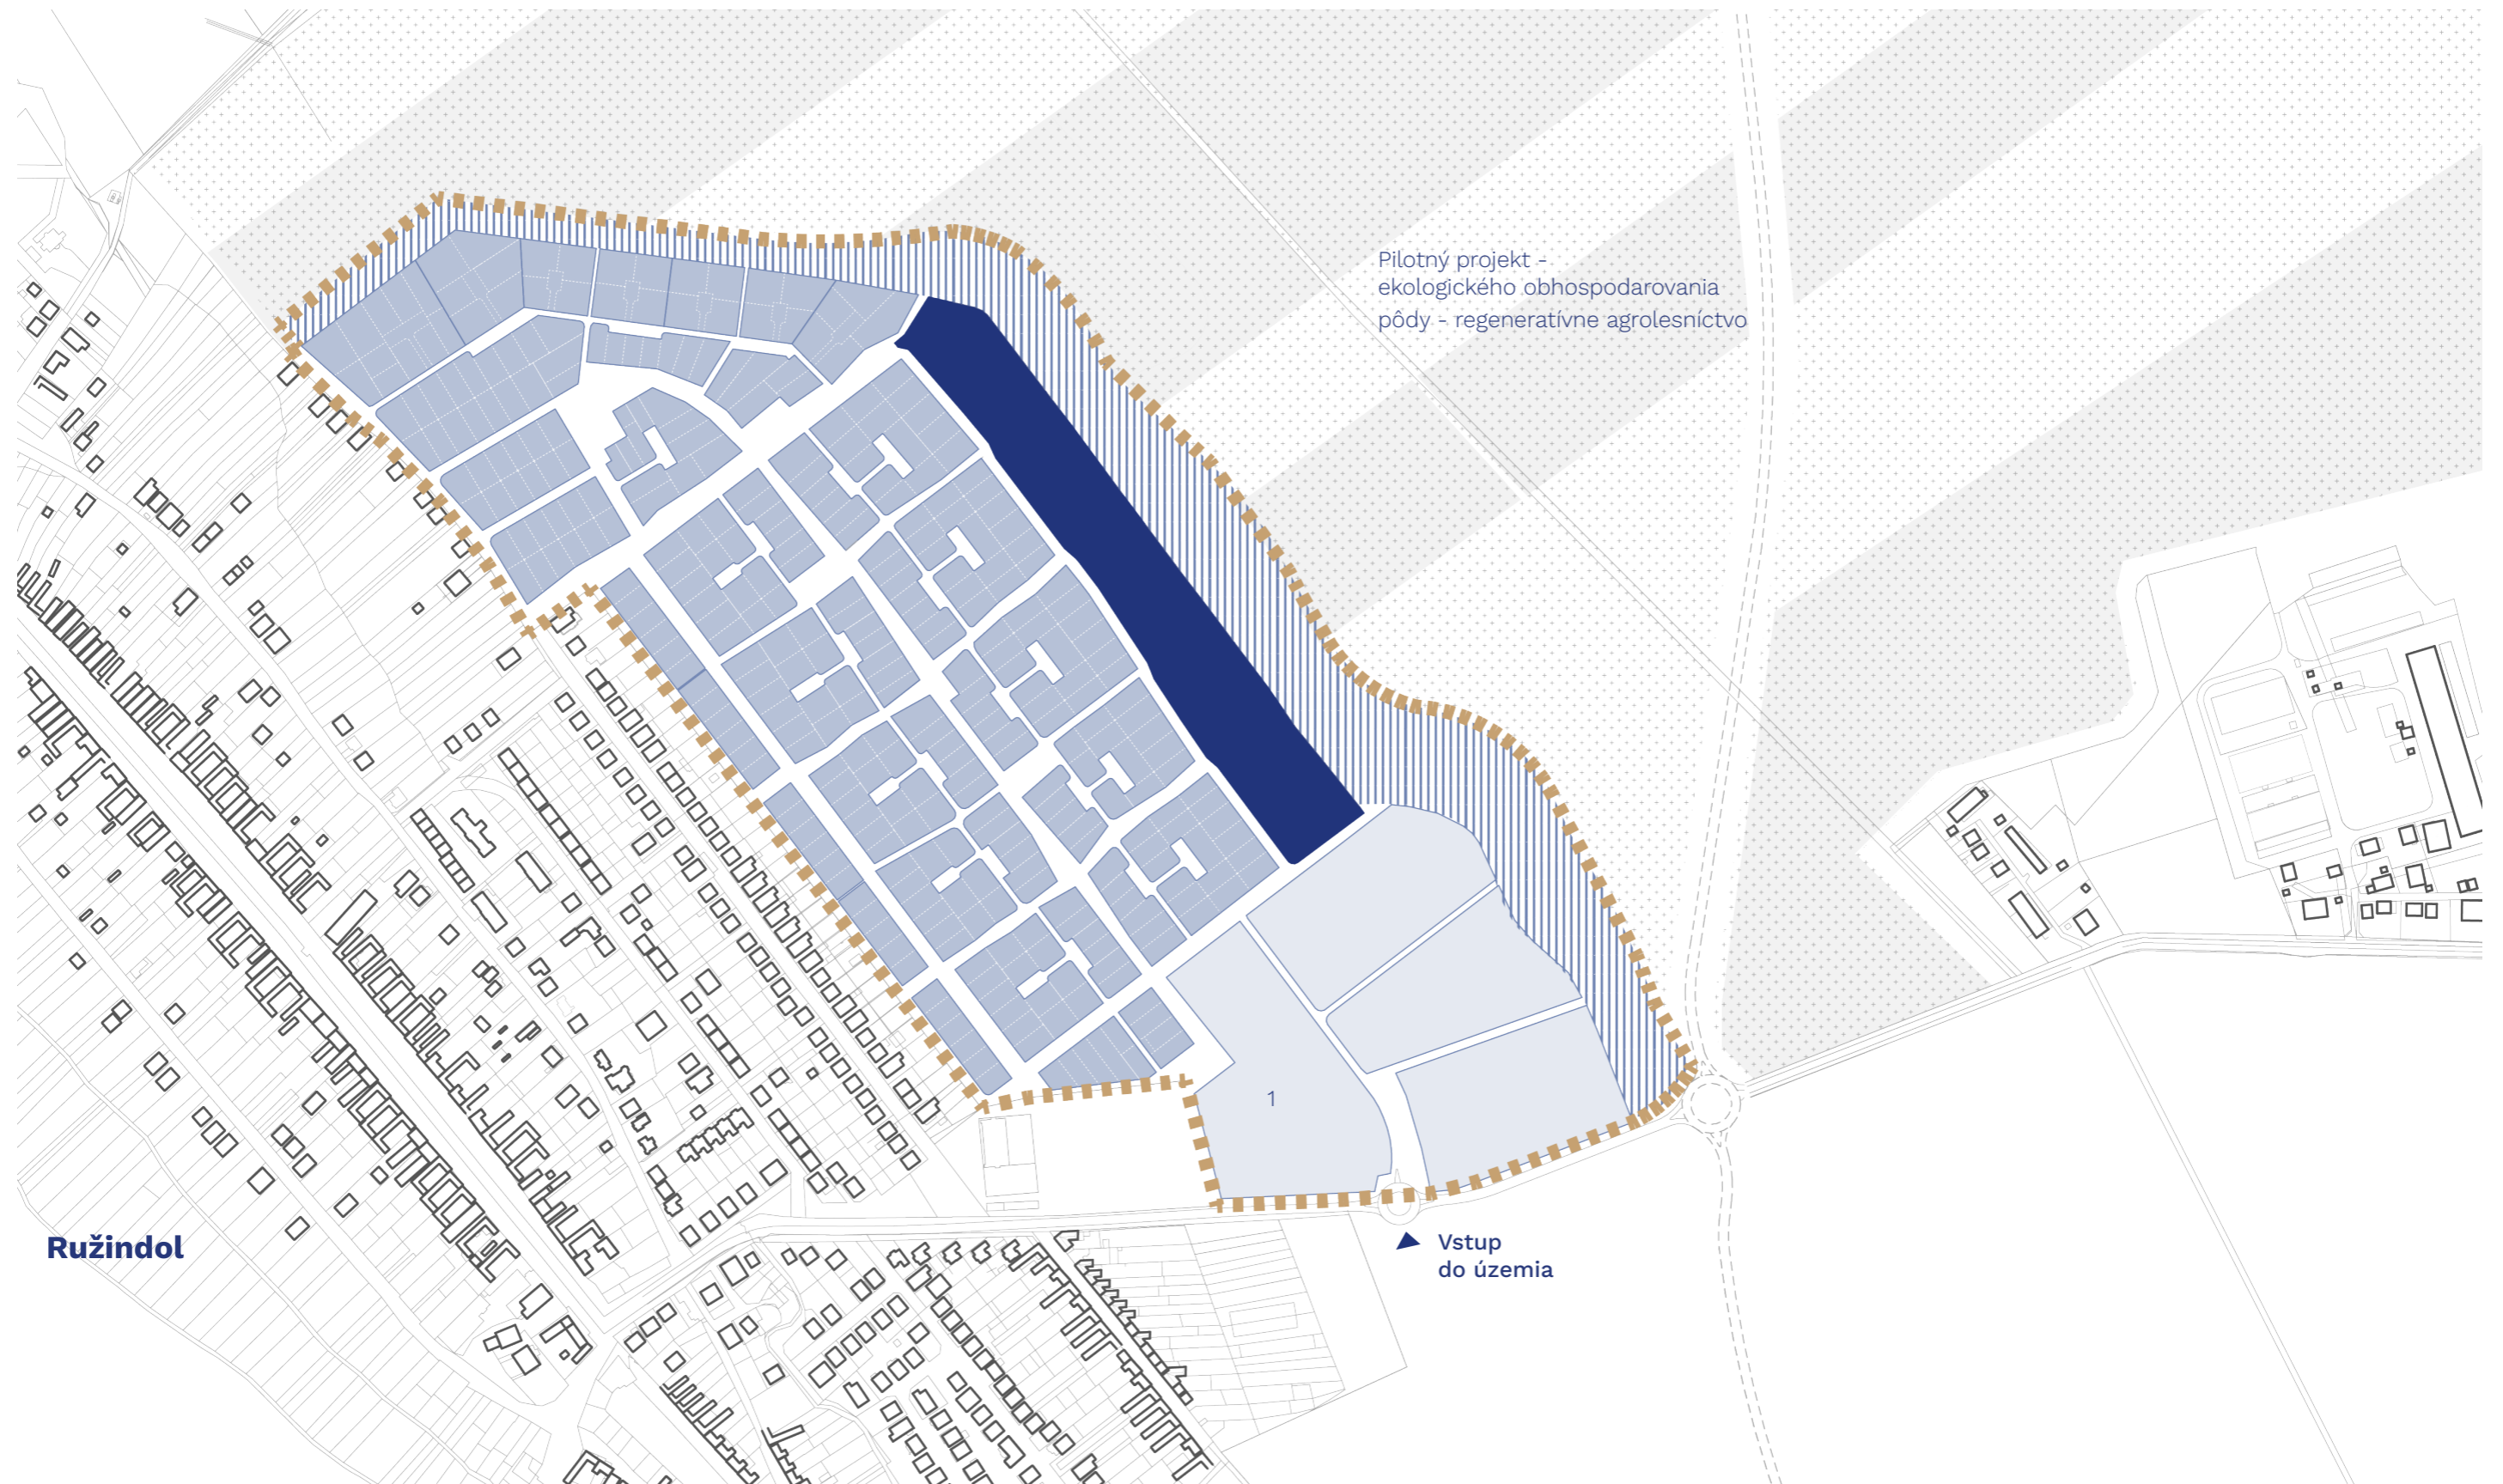 Pilotný projekt -
ekologického obhospodarovania
pôdy - regeneratívne agrolesníctvo
1
Ružindol
Vstup
do územia